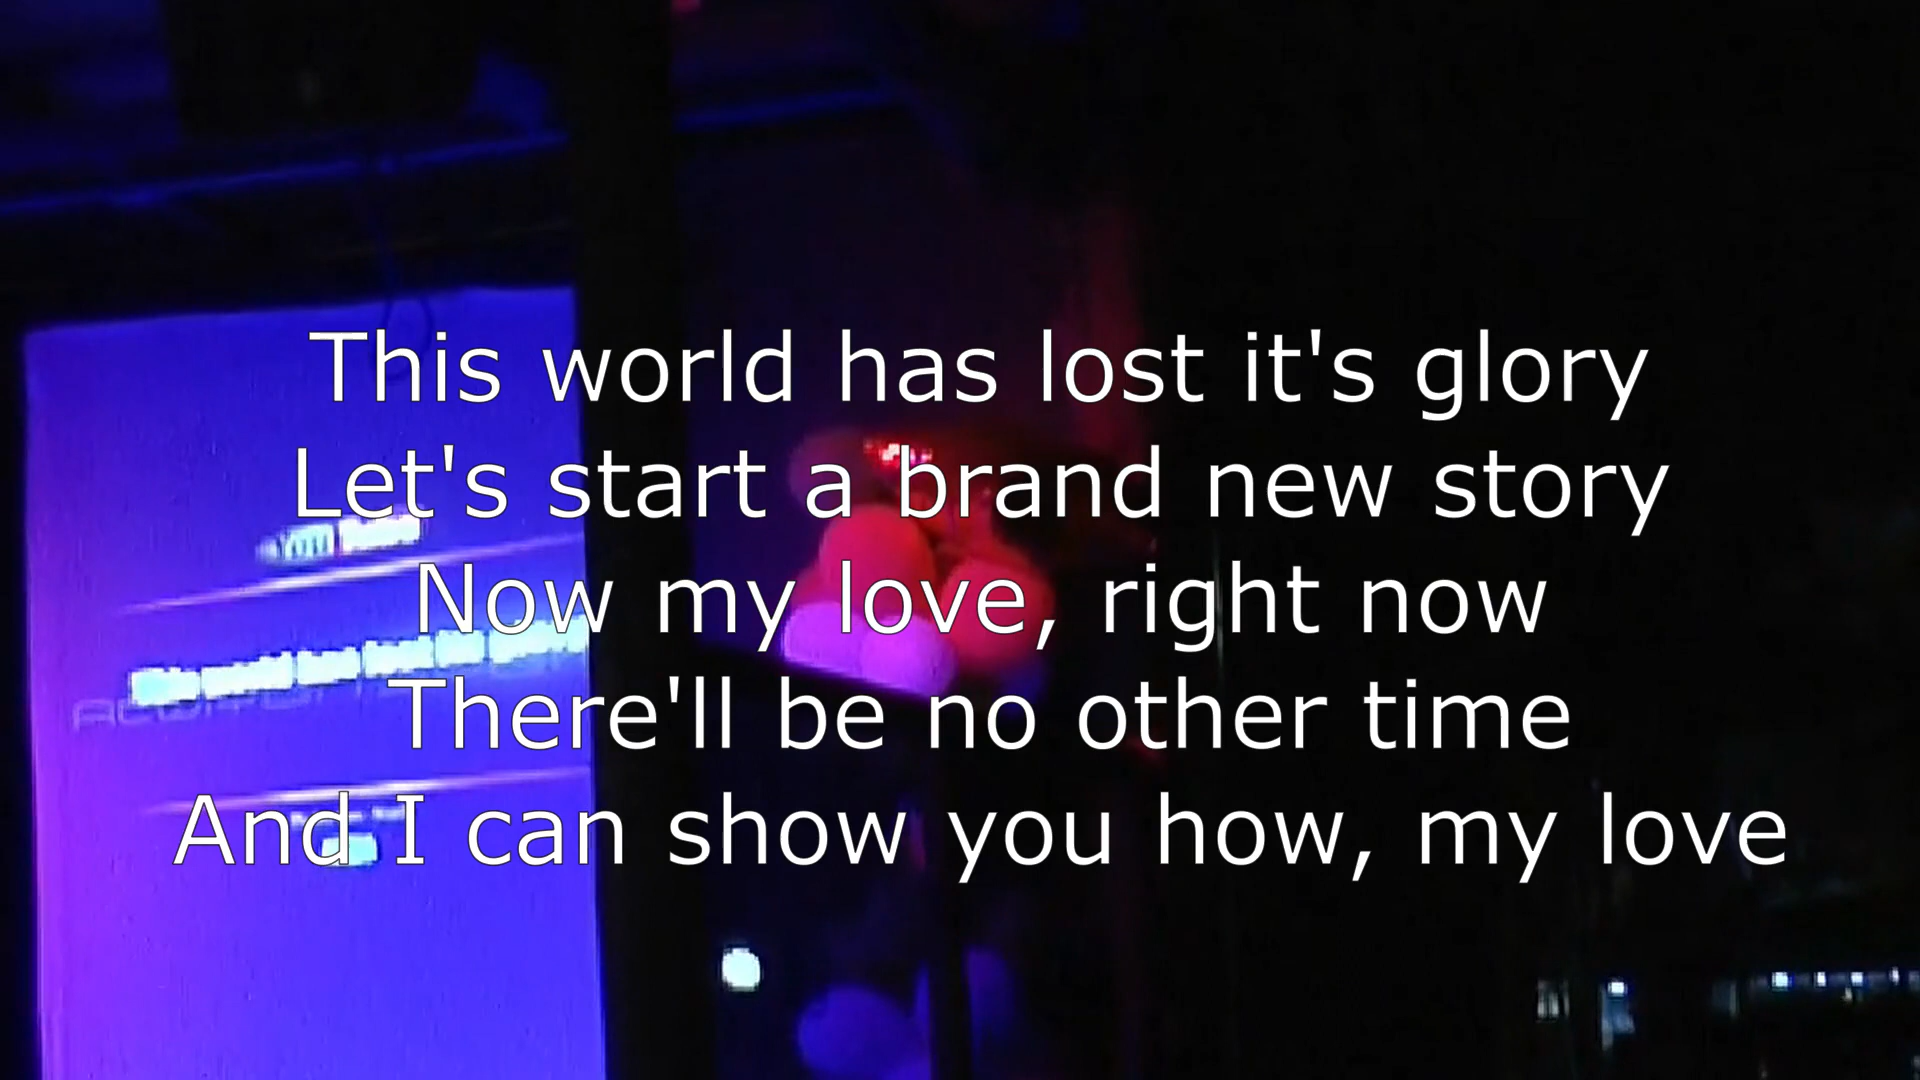 This world has lost it's glory
Let's start a brand new story
Now my love, right now
There'll be no other time
And I can show you how, my love